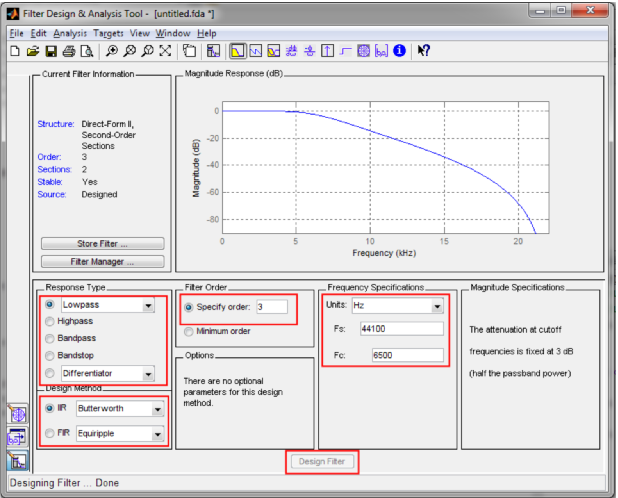 Filter Design & Analysis Tool - [untitled.fda *]
File Edit Analysis Targets View Window Help
Current Filter Information
Structure: Direct-Form II,
Second-Order
Sections
Order: 3
Sections: 2
Stable: Yes
Source: Designed
Store Filter ...
Filter Manager ...
Magnitude Response (dB)
Magnitude (dB)
0
-20
-40
-60
-80
0 5 10 15 20
Frequency (kHz)
Response Type
Lowpass
Highpass
Bandpass
Bandstop
Differentiator
Design Method
IIR Butterworth
FIR Equiripple
Filter Order
Specify order: 3
Minimum order
Options
There are no optional
parameters for this design
method.
Frequency Specifications
Units: Hz
Fs: 44100
Fc: 6500
Magnitude Specifications
The attenuation at cutoff
frequencies is fixed at 3 dB
(half the passband power)
Design Filter
Designing Filter ... Done